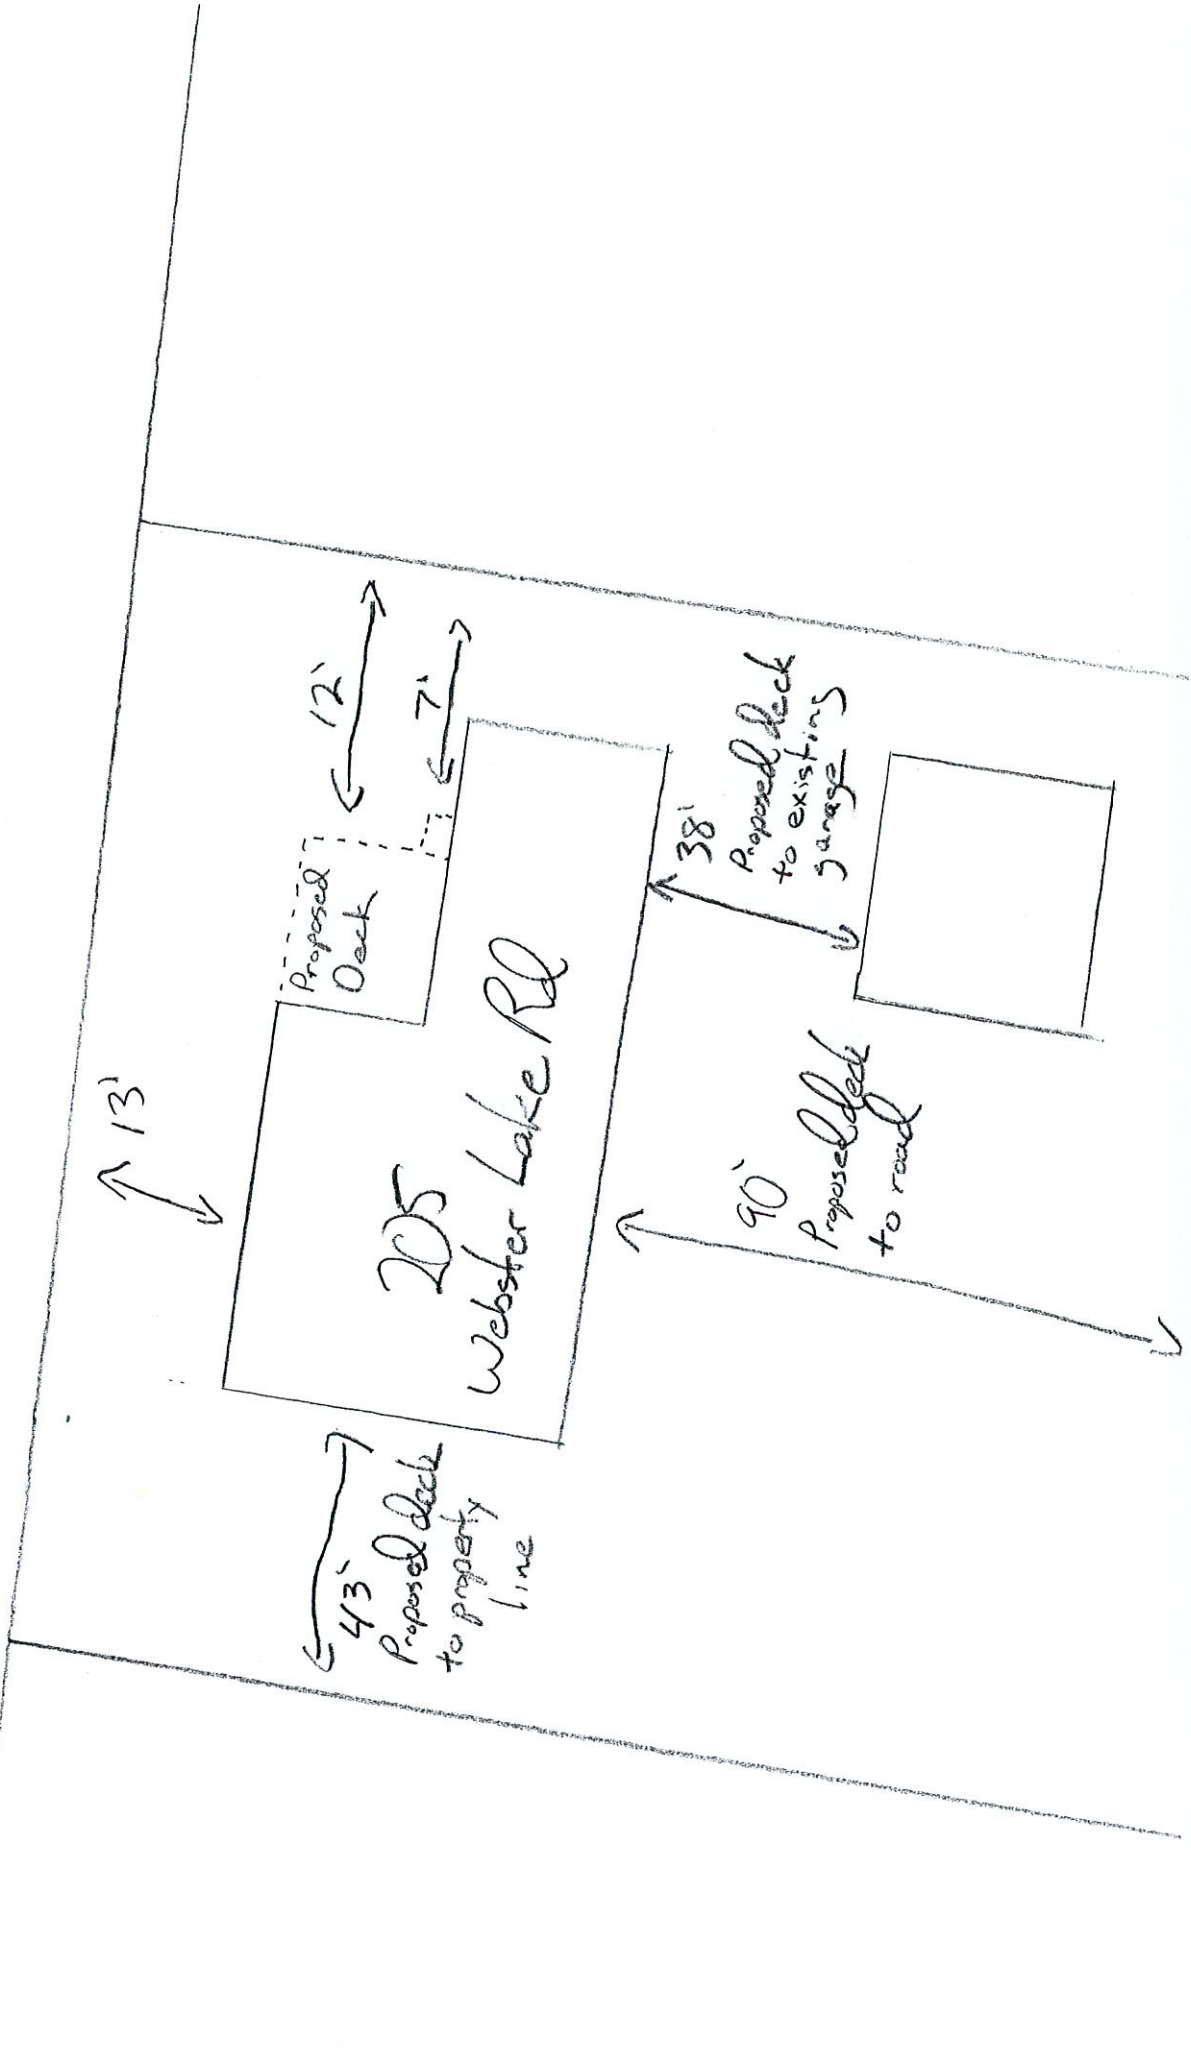 13'
12'
7'
Proposed
Deck
205
Webster Lake Rd
43'
Proposed deck
to property
line
38'
Proposed deck
to existing
garage
90'
Proposed deck
to road